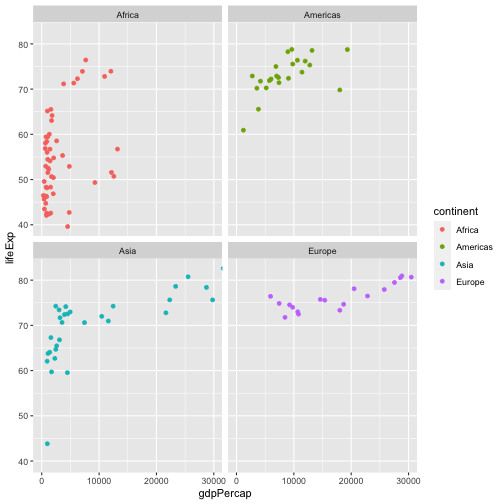 Africa
Americas
80
70
60
50
40
lifeExp
continent
Africa
Americas
Asia
Europe
Asia
Europe
80
70
60
50
40
0
10000
20000
30000
0
10000
20000
30000
gdpPercap